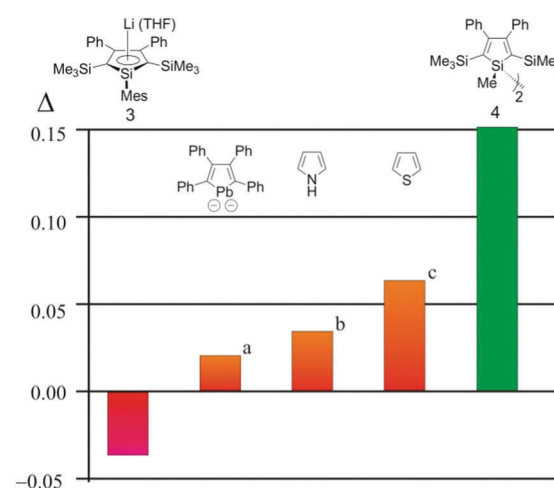 Li (THF)
Ph Ph
Me3Si Si SiMe3
Mes
3
Ph Ph
Me3Si Si SiMe3
Me
2
4
Δ
0.15
Ph Ph
Ph Pb Ph
− −
N
H
S
0.10
0.05
a
b
c
0.00
−0.05